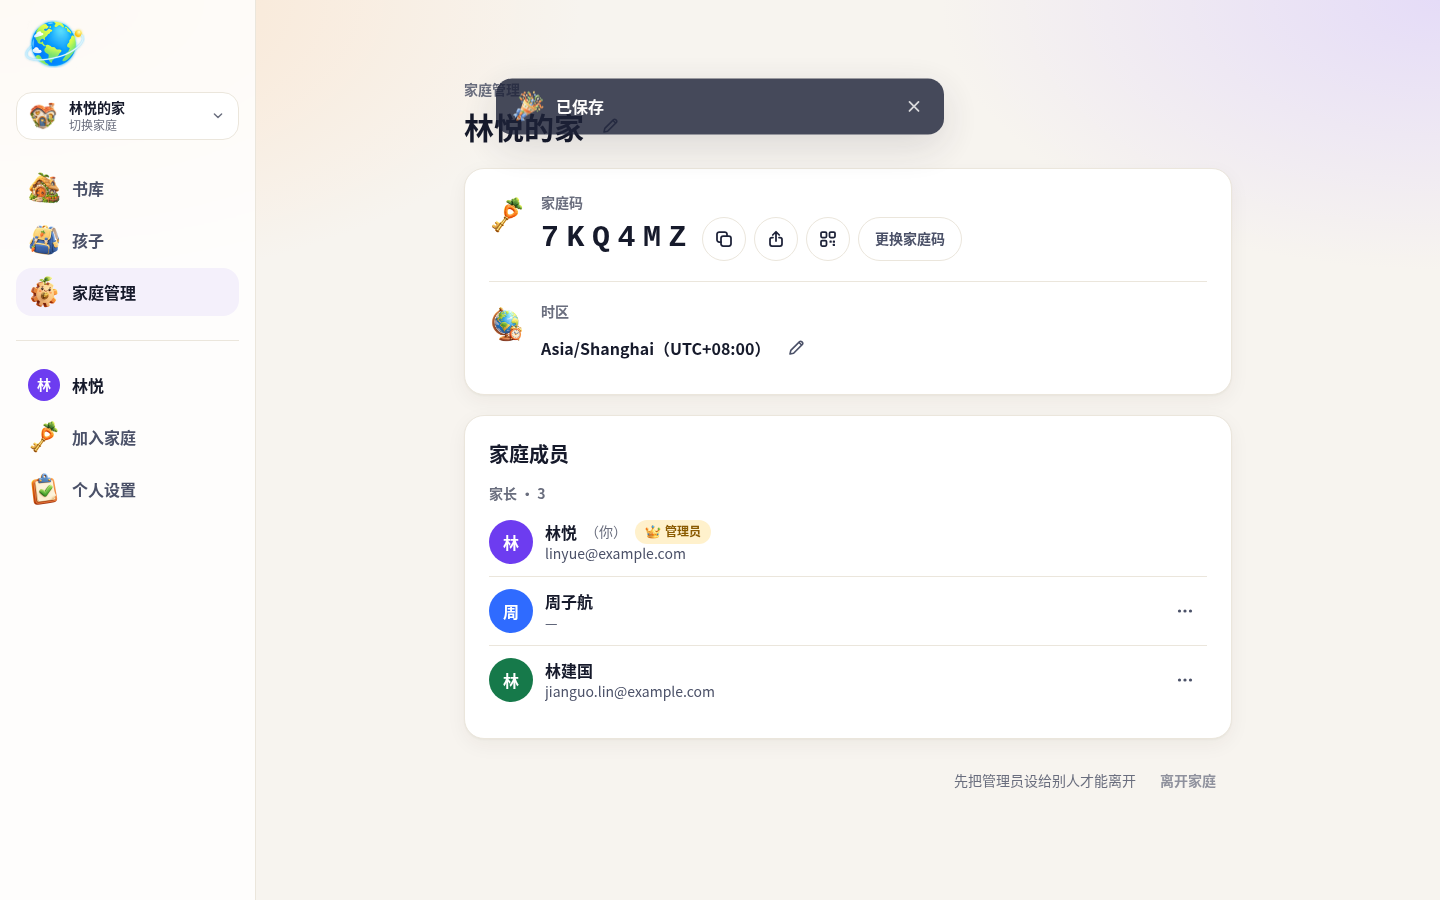 林悦的家
切换家庭
书库
孩子
家庭管理
林 林悦
加入家庭
个人设置
家庭管理
已保存
林悦的家
家庭码
7KQ4MZ 更换家庭码
时区
Asia/Shanghai（UTC+08:00）
家庭成员
家长 · 3
林 林悦 （你） 管理员
linyue@example.com
周 周子航
—
林 林建国
jianguo.lin@example.com
先把管理员设给别人才能离开 离开家庭